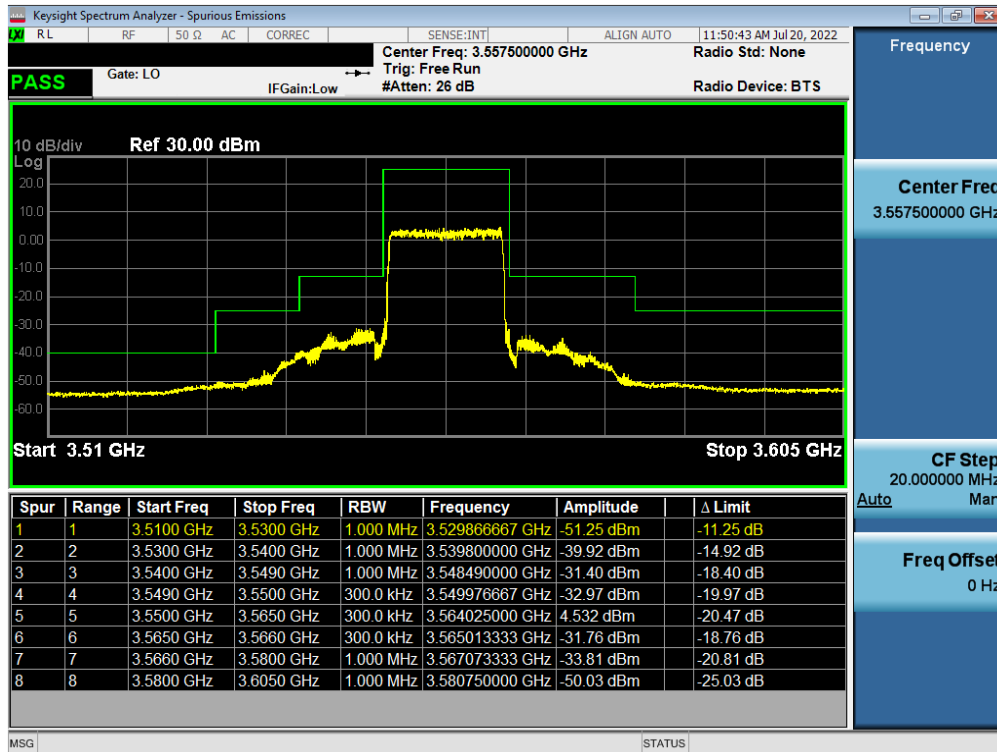 Keysight Spectrum Analyzer - Spurious Emissions
LXI RL RF 50 Ω AC CORREC SENSE:INT ALIGN AUTO 11:50:43 AM Jul 20, 2022
Center Freq: 3.557500000 GHz Radio Std: None
PASS Gate: LO Trig: Free Run
IFGain:Low #Atten: 26 dB Radio Device: BTS
Frequency
10 dB/div Ref 30.00 dBm
Log
20.0
10.0
0.00
-10.0
-20.0
-30.0
-40.0
-50.0
-60.0
Start 3.51 GHz Stop 3.605 GHz
Center Freq
3.557500000 GHz
CF Step
20.000000 MHz
Auto Man
Freq Offset
0 Hz
Spur Range Start Freq Stop Freq RBW Frequency Amplitude Δ Limit
1 1 3.5100 GHz 3.5300 GHz 1.000 MHz 3.529866667 GHz -51.25 dBm -11.25 dB
2 2 3.5300 GHz 3.5400 GHz 1.000 MHz 3.539800000 GHz -39.92 dBm -14.92 dB
3 3 3.5400 GHz 3.5490 GHz 1.000 MHz 3.548490000 GHz -31.40 dBm -18.40 dB
4 4 3.5490 GHz 3.5500 GHz 300.0 kHz 3.549976667 GHz -32.97 dBm -19.97 dB
5 5 3.5500 GHz 3.5650 GHz 300.0 kHz 3.564025000 GHz 4.532 dBm -20.47 dB
6 6 3.5650 GHz 3.5660 GHz 300.0 kHz 3.565013333 GHz -31.76 dBm -18.76 dB
7 7 3.5660 GHz 3.5800 GHz 1.000 MHz 3.567073333 GHz -33.81 dBm -20.81 dB
8 8 3.5800 GHz 3.6050 GHz 1.000 MHz 3.580750000 GHz -50.03 dBm -25.03 dB
MSG STATUS